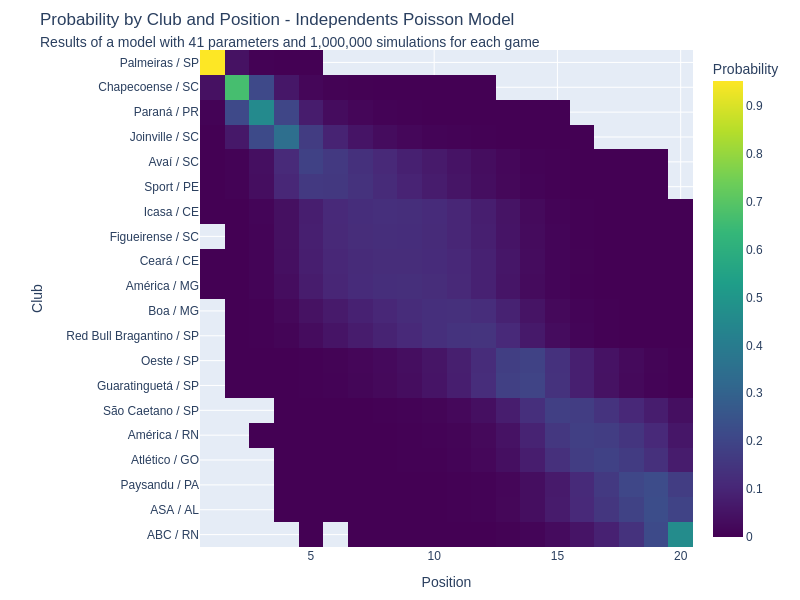 Probability by Club and Position - Independents Poisson Model
Results of a model with 41 parameters and 1,000,000 simulations for each game
Probability
Palmeiras / SP
Chapecoense / SC
Paraná / PR
Joinville / SC
Avaí / SC
Sport / PE
Icasa / CE
Figueirense / SC
Ceará / CE
América / MG
Boa / MG
Red Bull Bragantino / SP
Oeste / SP
Guaratinguetá / SP
São Caetano / SP
América / RN
Atlético / GO
Paysandu / PA
ASA / AL
ABC / RN
Club
5
10
15
20
Position
0.9
0.8
0.7
0.6
0.5
0.4
0.3
0.2
0.1
0